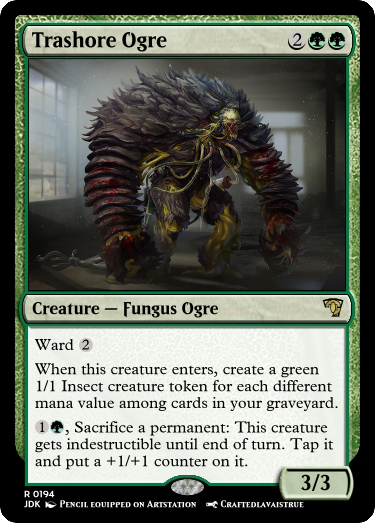 Trashore Ogre 2
Creature — Fungus Ogre
Ward 2
When this creature enters, create a green
1/1 Insect creature token for each different
mana value among cards in your graveyard.
1, Sacrifice a permanent: This creature
gets indestructible until end of turn. Tap it
and put a +1/+1 counter on it.
3/3
R 0194
JDK Pencil equipped on Artstation Craftedlavaistrue